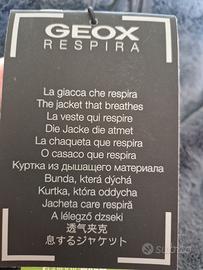 GEOX
RESPIRA
La giacca che respira
The jacket that breathes
La veste qui respire
Die Jacke die atmet
La chaqueta que respira
O casaco que respira
Куртка из дышащего материала
Bunda, která dýchá
Kurtka, która oddycha
Jacheta care respiră
A lélegző dzseki
透气夹克
息するジャケット
subito